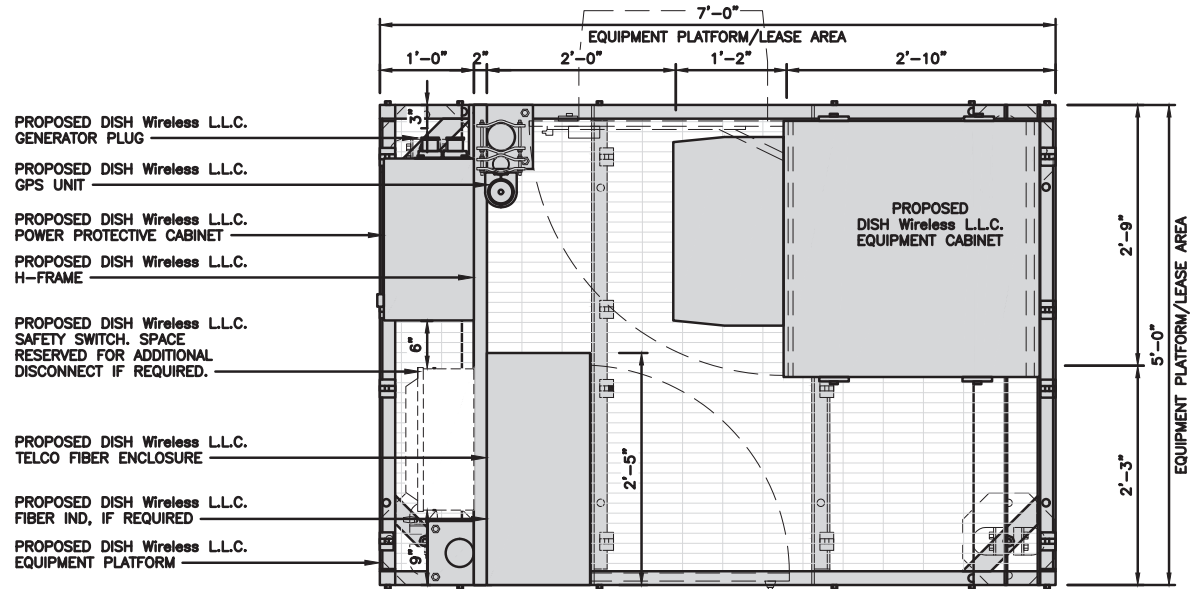 7'-0"
EQUIPMENT PLATFORM/LEASE AREA
1'-0"
2"
2'-0"
1'-2"
2'-10"
3"
PROPOSED DISH Wireless L.L.C.
GENERATOR PLUG
PROPOSED DISH Wireless L.L.C.
GPS UNIT
PROPOSED DISH Wireless L.L.C.
POWER PROTECTIVE CABINET
PROPOSED DISH Wireless L.L.C.
H-FRAME
PROPOSED DISH Wireless L.L.C.
SAFETY SWITCH. SPACE
RESERVED FOR ADDITIONAL
DISCONNECT IF REQUIRED.
PROPOSED DISH Wireless L.L.C.
TELCO FIBER ENCLOSURE
PROPOSED DISH Wireless L.L.C.
FIBER IND, IF REQUIRED
PROPOSED DISH Wireless L.L.C.
EQUIPMENT PLATFORM
6"
9"
2'-5"
PROPOSED
DISH Wireless L.L.C.
EQUIPMENT CABINET
2'-9"
2'-3"
5'-0"
EQUIPMENT PLATFORM/LEASE AREA